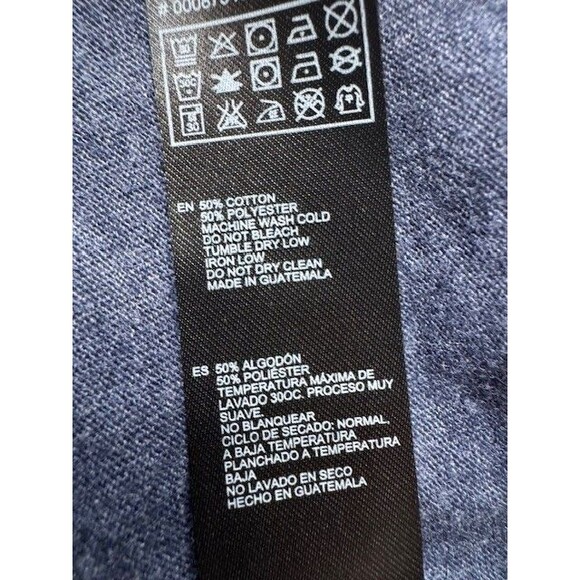 EN 50% COTTON
50% POLYESTER
MACHINE WASH COLD
DO NOT BLEACH
TUMBLE DRY LOW
IRON LOW
DO NOT DRY CLEAN
MADE IN GUATEMALA
ES 50% ALGODÓN
50% POLIÉSTER
TEMPERATURA MÁXIMA DE
LAVADO 30OC. PROCESO MUY
SUAVE.
NO BLANQUEAR
CICLO DE SECADO: NORMAL,
A BAJA TEMPERATURA
PLANCHADO A TEMPERATURA
BAJA
NO LAVADO EN SECO
HECHO EN GUATEMALA